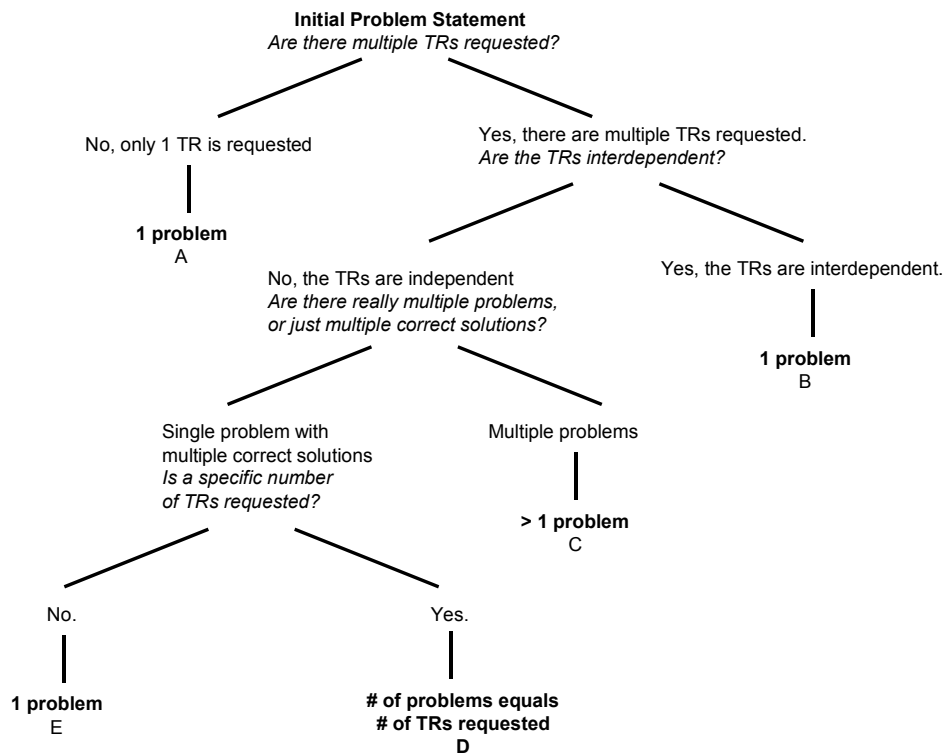 Initial Problem Statement
Are there multiple TRs requested?
No, only 1 TR is requested
1 problem
A
Yes, there are multiple TRs requested.
Are the TRs interdependent?
No, the TRs are independent
Are there really multiple problems,
or just multiple correct solutions?
Yes, the TRs are interdependent.
1 problem
B
Single problem with
multiple correct solutions
Is a specific number
of TRs requested?
Multiple problems
> 1 problem
C
No.
1 problem
E
Yes.
# of problems equals
# of TRs requested
D